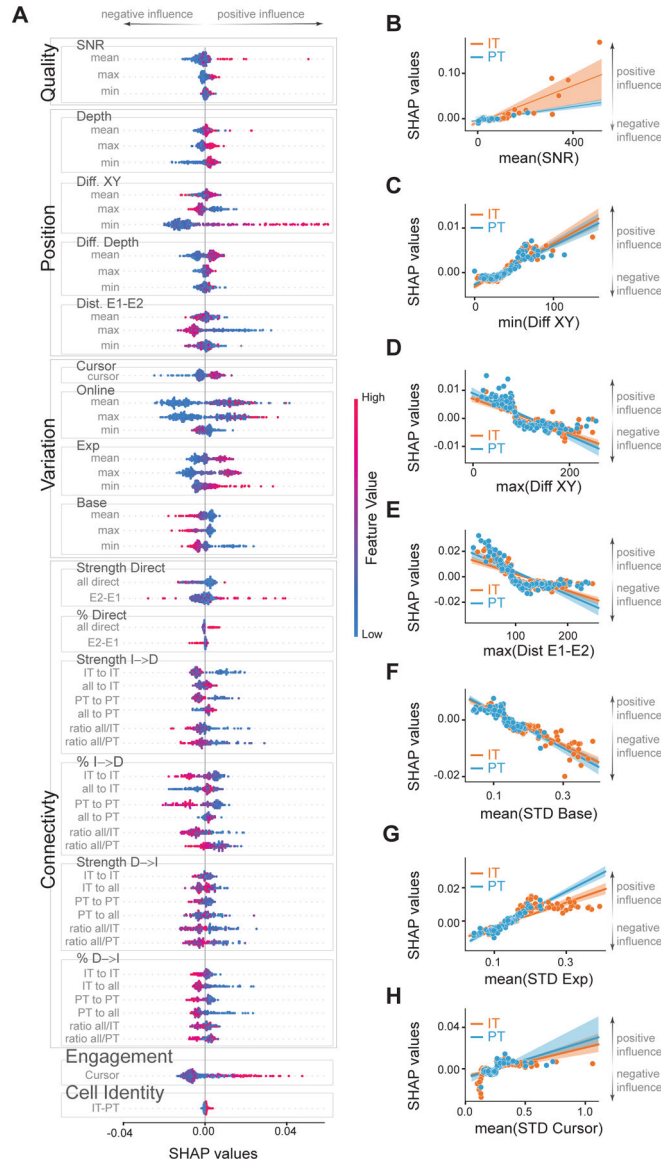 A
negative influence
positive influence
Quality
SNR
mean
max
min
Position
Depth
mean
max
min
Diff. XY
mean
max
min
Diff. Depth
mean
max
min
Dist. E1-E2
mean
max
min
Variation
Cursor
cursor
Online
mean
max
min
Exp
mean
max
min
Base
mean
max
min
Connectivty
Strength Direct
all direct
E2-E1
% Direct
all direct
E2-E1
Strength I–>D
IT to IT
all to IT
PT to PT
all to PT
ratio all/IT
ratio all/PT
% I–>D
IT to IT
all to IT
PT to PT
all to PT
ratio all/IT
ratio all/PT
Strength D–>I
IT to IT
IT to all
PT to PT
PT to all
ratio all/IT
ratio all/PT
% D–>I
IT to IT
IT to all
PT to PT
PT to all
ratio all/IT
ratio all/PT
Engagement
Cursor
Cell Identity
IT-PT
-0.04
0.00
0.04
SHAP values
High
Feature Value
Low
B
IT
PT
SHAP values
0.10
0.00
0
400
mean(SNR)
positive
influence
negative
influence
C
IT
PT
SHAP values
0.01
0.00
0
100
min(Diff XY)
positive
influence
negative
influence
D
SHAP values
0.01
0.00
-0.01
IT
PT
0
100
200
max(Diff XY)
positive
influence
negative
influence
E
SHAP values
0.02
0.00
-0.02
IT
PT
100
200
max(Dist E1-E2)
positive
influence
negative
influence
F
SHAP values
0.00
-0.02
IT
PT
0.1
0.3
mean(STD Base)
positive
influence
negative
influence
G
IT
PT
SHAP values
0.02
0.00
0.1
0.3
mean(STD Exp)
positive
influence
negative
influence
H
IT
PT
SHAP values
0.04
0.00
0.0
0.5
1.0
mean(STD Cursor)
positive
influence
negative
influence